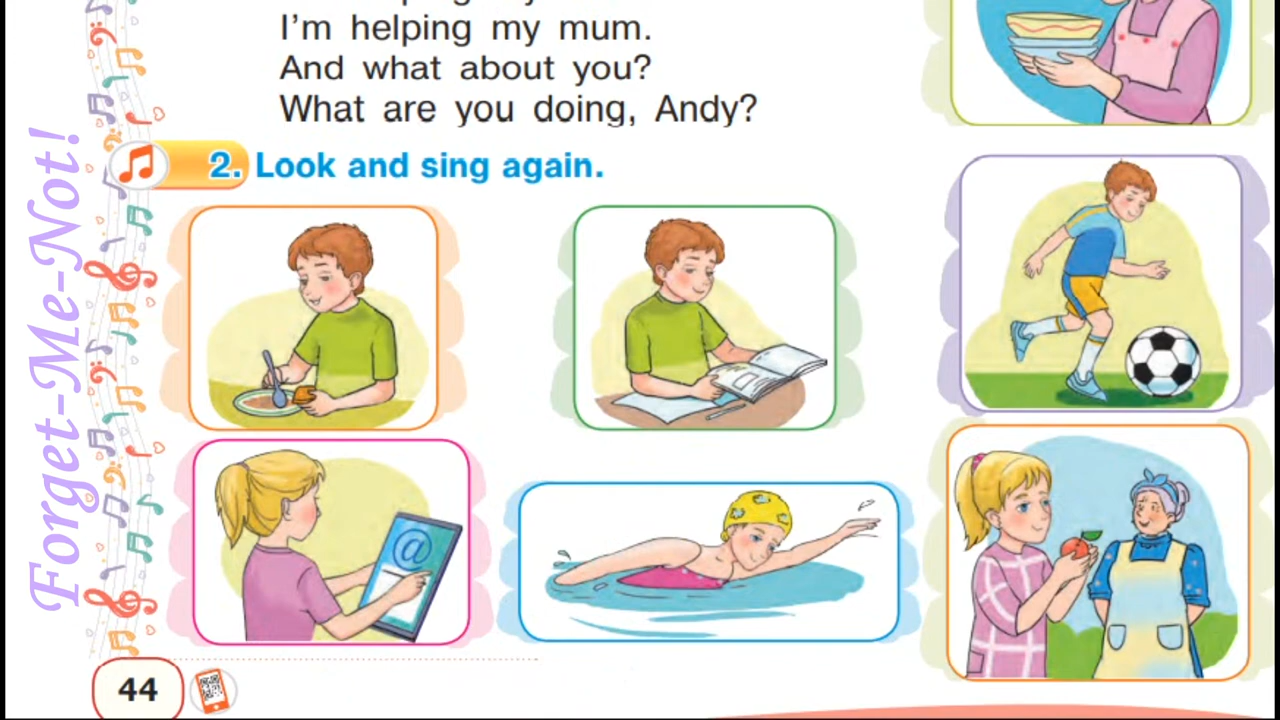 I'm helping my mum.
And what about you?
What are you doing, Andy?
2. Look and sing again.
Forget-Me-Not!
@
44